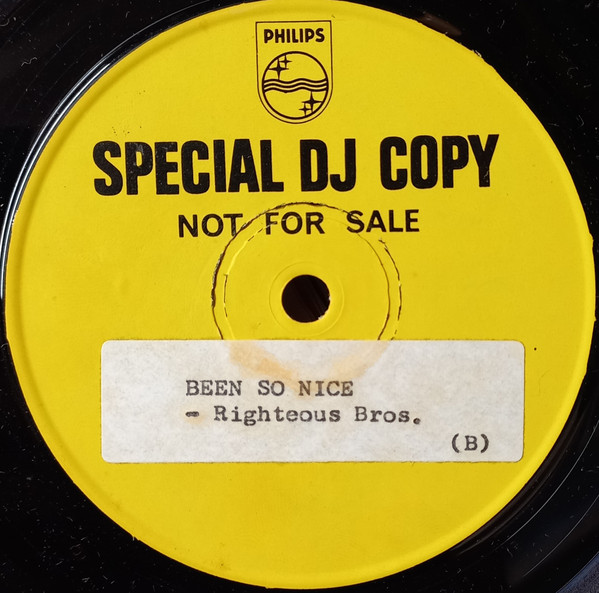 PHILIPS
SPECIAL DJ COPY
NOT FOR SALE
BEEN SO NICE
- Righteous Bros.
(B)